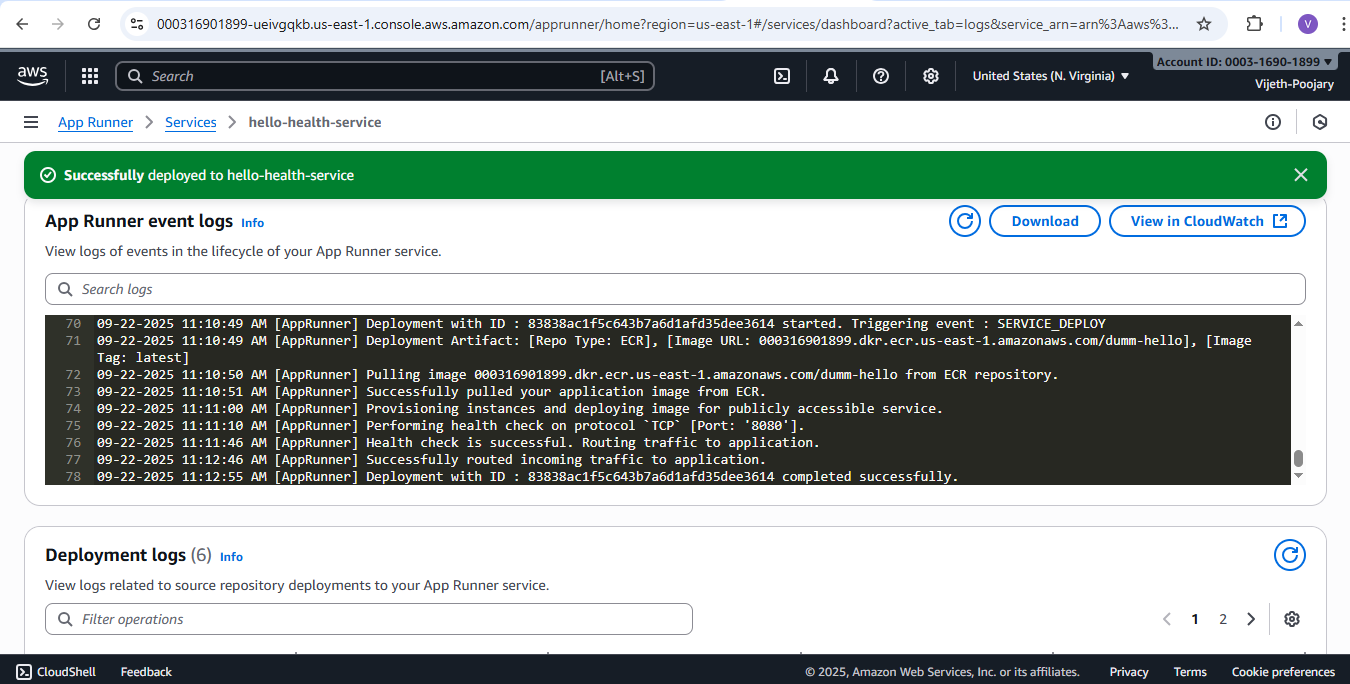 000316901899-ueivgqkb.us-east-1.console.aws.amazon.com/apprunner/home?region=us-east-1#/services/dashboard?active_tab=logs&service_arn=arn%3Aaws%3...
V
aws
Search
[Alt+S]
United States (N. Virginia) ▼
Account ID: 0003-1690-1899 ▼
Vijeth-Poojary
App Runner > Services > hello-health-service
Successfully deployed to hello-health-service
App Runner event logs Info
Download
View in CloudWatch
View logs of events in the lifecycle of your App Runner service.
Search logs
70 09-22-2025 11:10:49 AM [AppRunner] Deployment with ID : 83838ac1f5c643b7a6d1afd35dee3614 started. Triggering event : SERVICE_DEPLOY
71 09-22-2025 11:10:49 AM [AppRunner] Deployment Artifact: [Repo Type: ECR], [Image URL: 000316901899.dkr.ecr.us-east-1.amazonaws.com/dumm-hello], [Image
Tag: latest]
72 09-22-2025 11:10:50 AM [AppRunner] Pulling image 000316901899.dkr.ecr.us-east-1.amazonaws.com/dumm-hello from ECR repository.
73 09-22-2025 11:10:51 AM [AppRunner] Successfully pulled your application image from ECR.
74 09-22-2025 11:11:00 AM [AppRunner] Provisioning instances and deploying image for publicly accessible service.
75 09-22-2025 11:11:10 AM [AppRunner] Performing health check on protocol `TCP` [Port: '8080'].
76 09-22-2025 11:11:46 AM [AppRunner] Health check is successful. Routing traffic to application.
77 09-22-2025 11:12:46 AM [AppRunner] Successfully routed incoming traffic to application.
78 09-22-2025 11:12:55 AM [AppRunner] Deployment with ID : 83838ac1f5c643b7a6d1afd35dee3614 completed successfully.
Deployment logs (6) Info
View logs related to source repository deployments to your App Runner service.
Filter operations
1 2
CloudShell
Feedback
© 2025, Amazon Web Services, Inc. or its affiliates.
Privacy
Terms
Cookie preferences